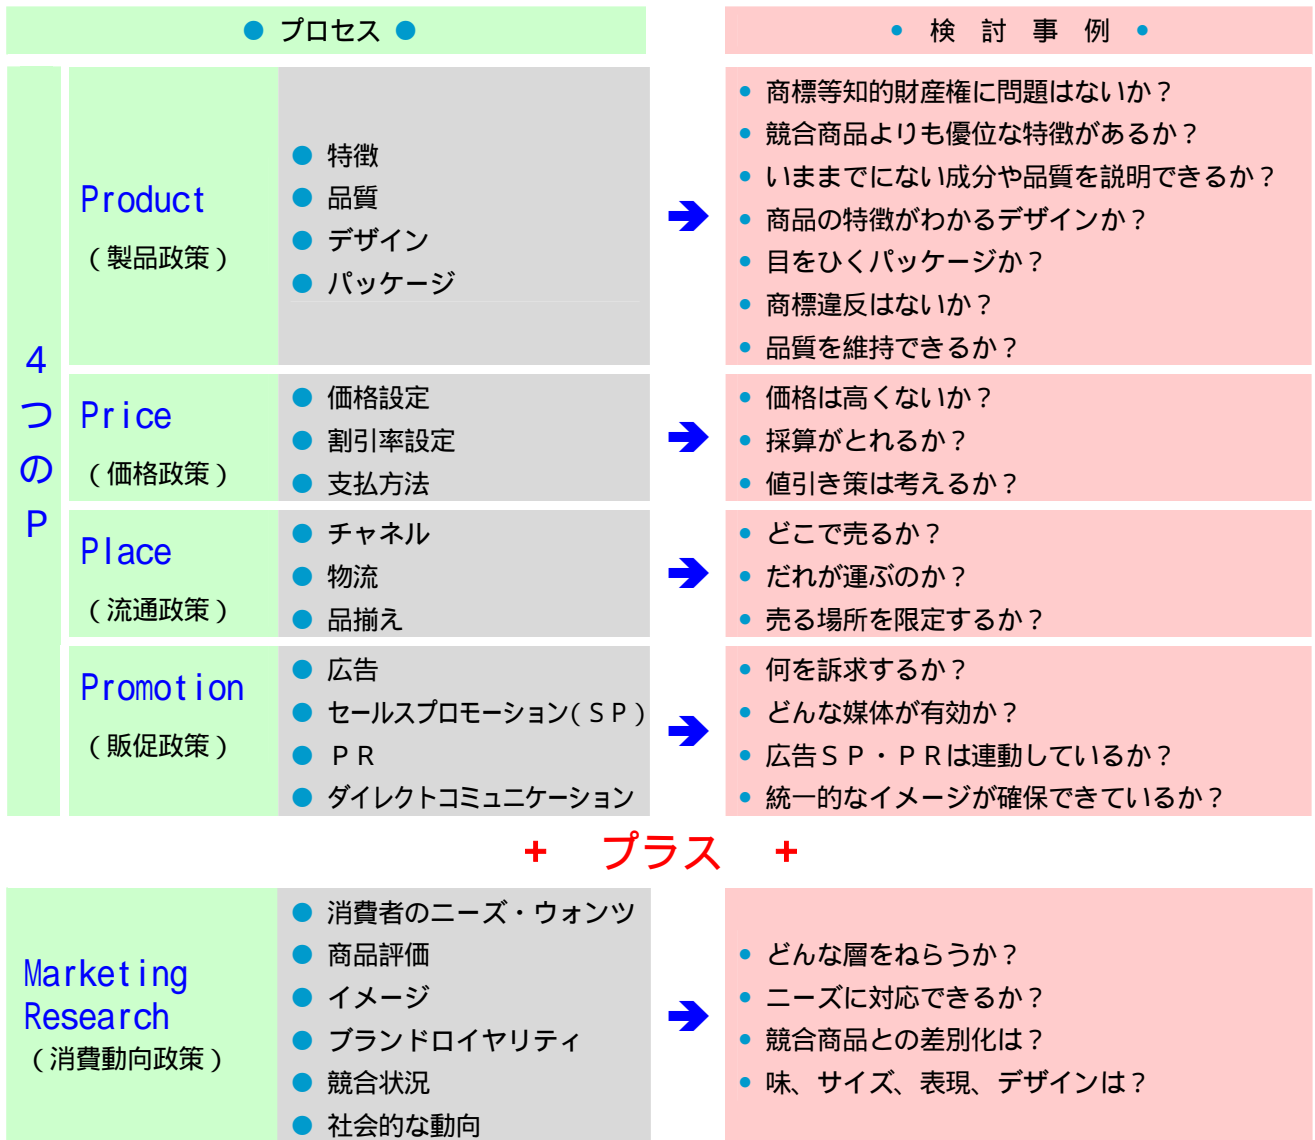 ● プロセス ●
• 検 討 事 例 •
4つのP
Product
（製品政策）
● 特徴
● 品質
● デザイン
● パッケージ
• 商標等知的財産権に問題はないか？
• 競合商品よりも優位な特徴があるか？
• いままでにない成分や品質を説明できるか？
• 商品の特徴がわかるデザインか？
• 目をひくパッケージか？
• 商標違反はないか？
• 品質を維持できるか？
Price
（価格政策）
● 価格設定
● 割引率設定
● 支払方法
• 価格は高くないか？
• 採算がとれるか？
• 値引き策は考えるか？
Place
（流通政策）
● チャネル
● 物流
● 品揃え
• どこで売るか？
• だれが運ぶのか？
• 売る場所を限定するか？
Promotion
（販促政策）
● 広告
● セールスプロモーション(ＳＰ)
● ＰＲ
● ダイレクトコミュニケーション
• 何を訴求するか？
• どんな媒体が有効か？
• 広告ＳＰ・ＰＲは連動しているか？
• 統一的なイメージが確保できているか？
+ プラス +
Marketing
Research
（消費動向政策）
● 消費者のニーズ・ウォンツ
● 商品評価
● イメージ
● ブランドロイヤリティ
● 競合状況
● 社会的な動向
• どんな層をねらうか？
• ニーズに対応できるか？
• 競合商品との差別化は？
• 味、サイズ、表現、デザインは？